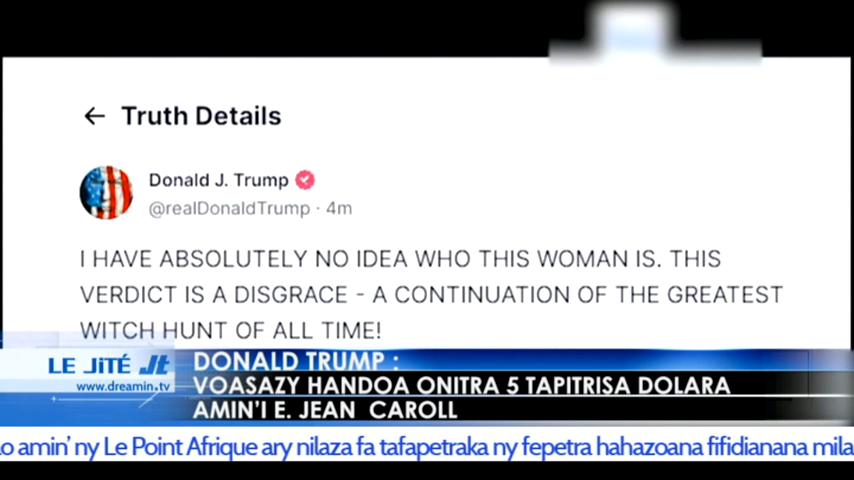 ← Truth Details
Donald J. Trump
@realDonaldTrump · 4m
I HAVE ABSOLUTELY NO IDEA WHO THIS WOMAN IS. THIS
VERDICT IS A DISGRACE - A CONTINUATION OF THE GREATEST
WITCH HUNT OF ALL TIME!
LE JiTÉ Jt
www.dreamin.tv
DONALD TRUMP :
VOASAZY HANDOA ONITRA 5 TAPITRISA DOLARA
AMIN'I E. JEAN CAROLL
amin' ny Le Point Afrique ary nilaza fa tafapetraka ny fepetra hahazoana fifidianana